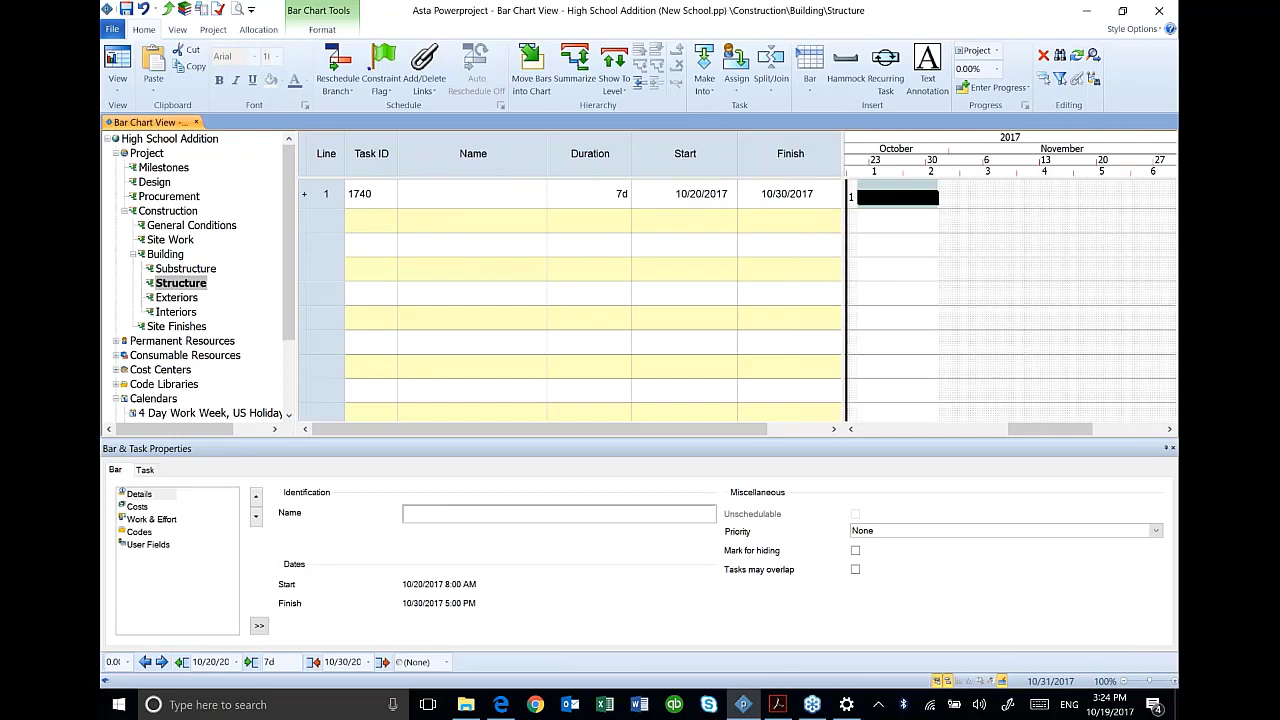 Bar Chart Tools
Asta Powerproject - Bar Chart View - High School Addition (New School.pp) \Construction\Building\Structure
File Home View Project Allocation Format
Style Options
View
Paste
Cut
Copy
Arial
Reschedule Branch
Constraint Flag
Add/Delete Links
Auto Reschedule
Move Bars into Chart
Summarize
Show To Level
Make Into
Assign
Split/Join
Bar
Hammock
Recurring Task
Text Annotation
Project
0.00%
Enter Progress
View Clipboard Font Schedule Hierarchy Task Insert Progress Editing
Bar Chart View -...
High School Addition
Project
Milestones
Design
Procurement
Construction
General Conditions
Site Work
Building
Substructure
Structure
Exteriors
Interiors
Site Finishes
Permanent Resources
Consumable Resources
Cost Centers
Code Libraries
Calendars
4 Day Work Week, US Holiday
Line Task ID Name Duration Start Finish
1 1740 7d 10/20/2017 10/30/2017
2017
October November
23 30 6 13 20 27
1 2 3 4 5 6
1
Bar & Task Properties
Bar Task
Details
Costs
Work & Effort
Codes
User Fields
Identification
Name
Dates
Start 10/20/2017 8:00 AM
Finish 10/30/2017 5:00 PM
>>
Miscellaneous
Unschedulable
Priority None
Mark for hiding
Tasks may overlap
0.0( 10/20/20 7d 10/30/20 (None)
10/31/2017 100%
Type here to search
ENG
3:24 PM
10/19/2017
4